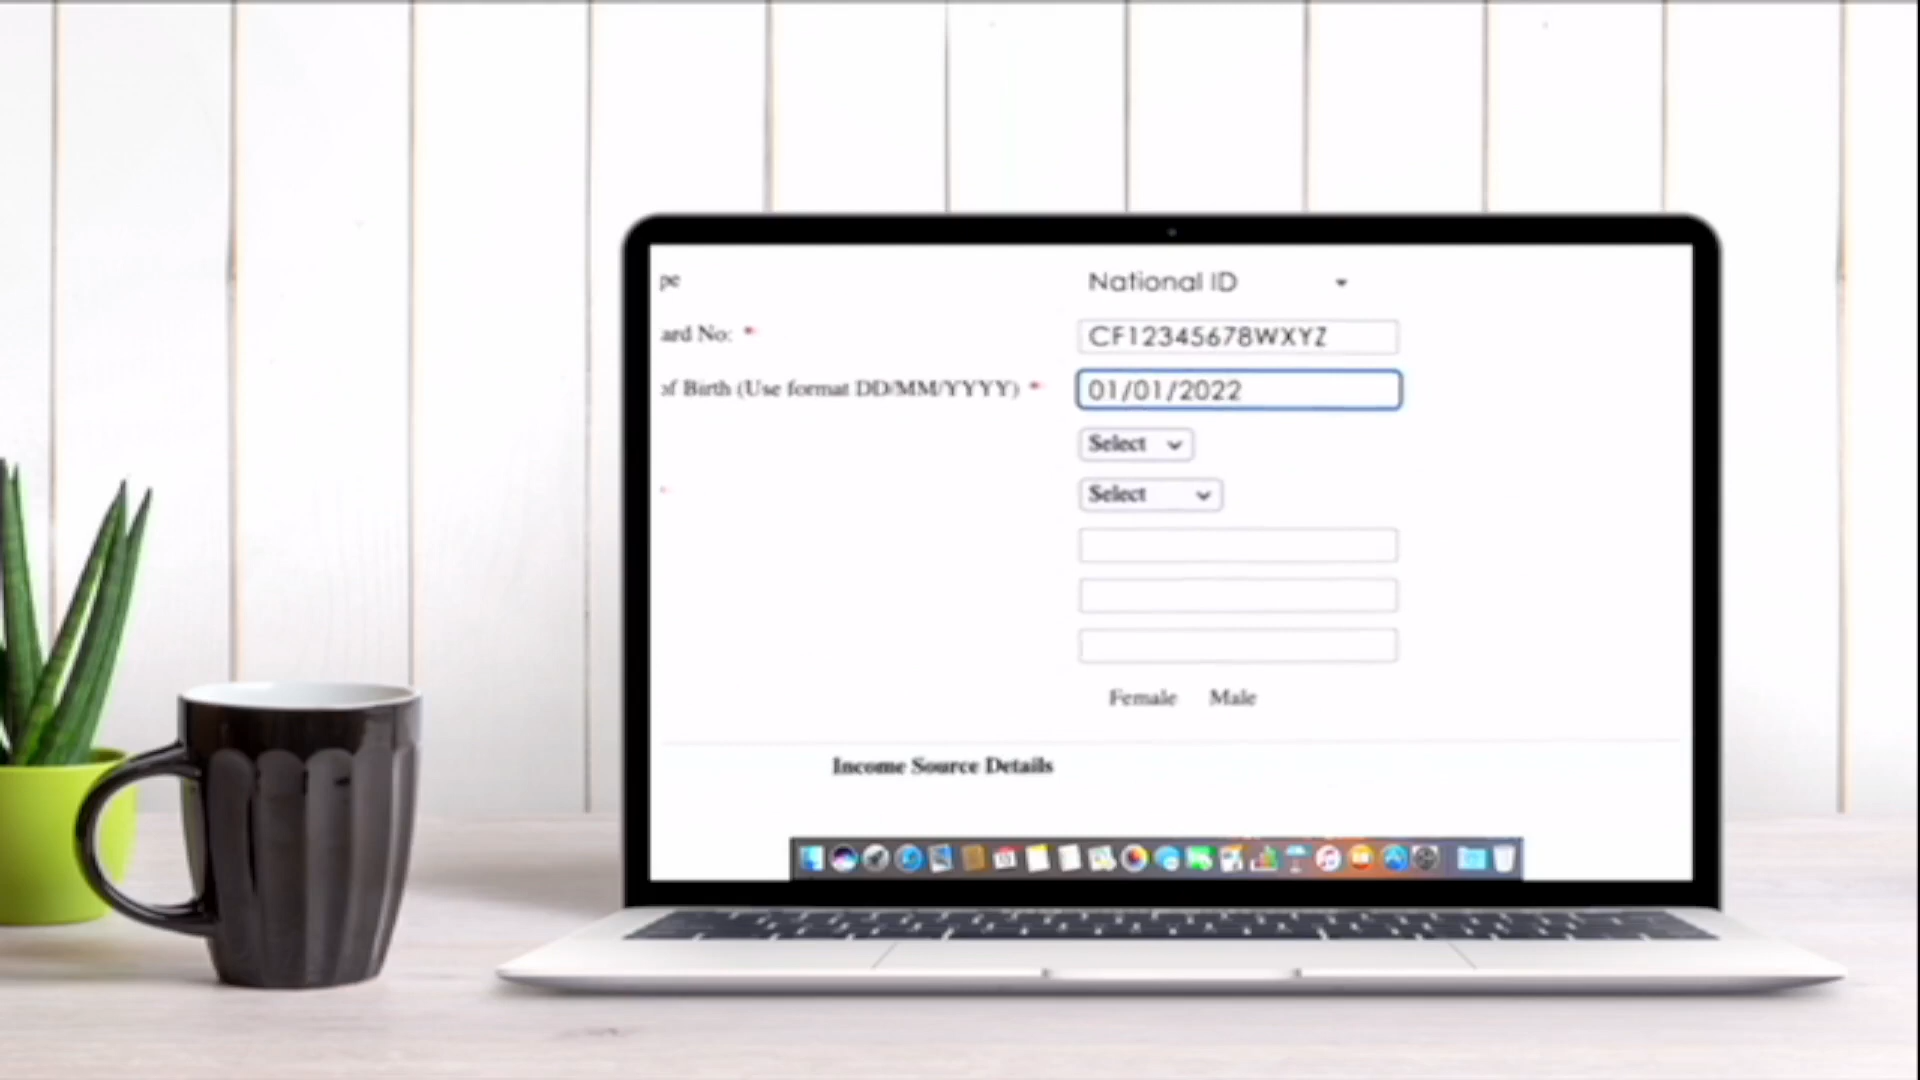 pe National ID
ard No: * CF12345678WXYZ
of Birth (Use format DD/MM/YYYY) * 01/01/2022
Select
* Select
Female Male
Income Source Details